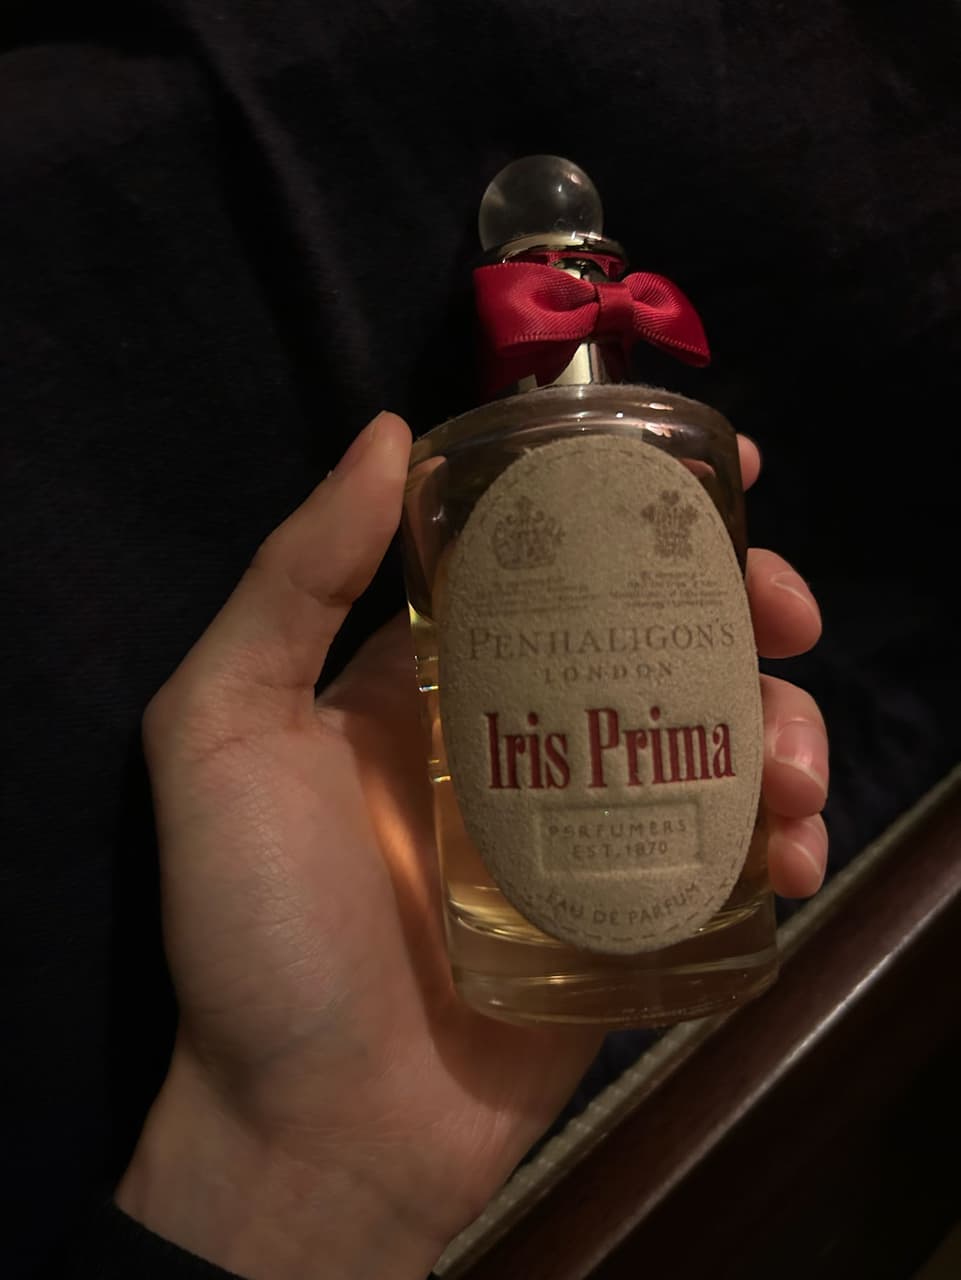 PENHALIGON'S
LONDON
Iris Prima
PERFUMERS
EST. 1870
EAU DE PARFUM